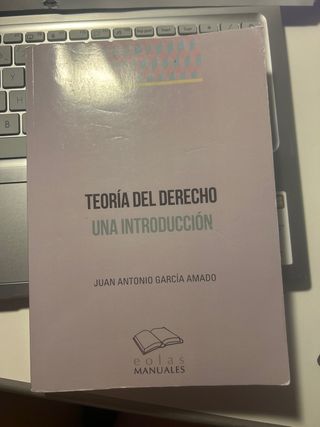 TEORÍA DEL DERECHO
UNA INTRODUCCIÓN
JUAN ANTONIO GARCÍA AMADO
eolas
MANUALES